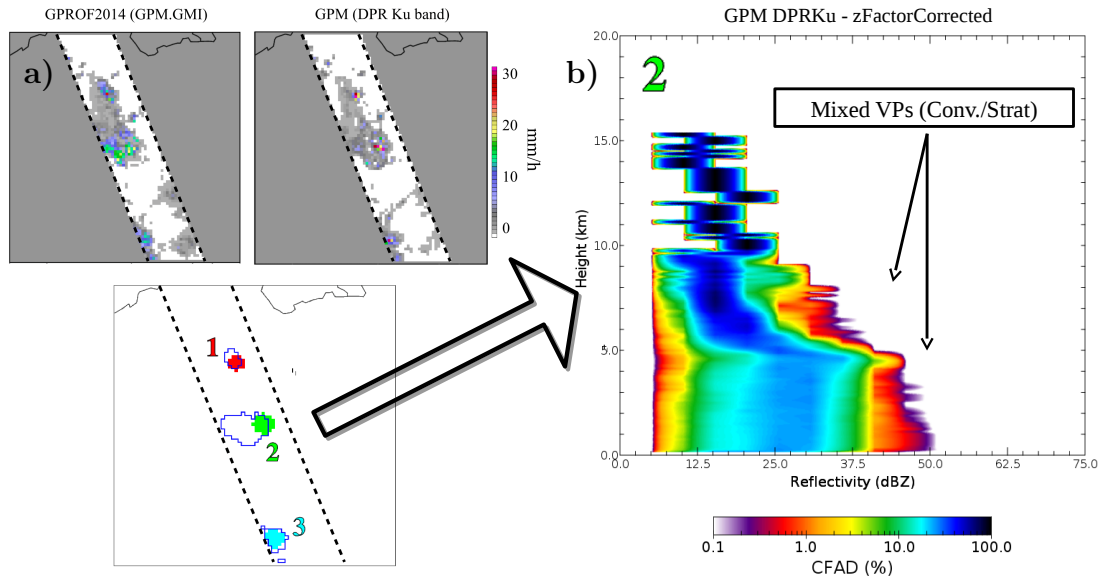 GPROF2014 (GPM.GMI)
GPM (DPR Ku band)
a)
30
20
10
0
mm/h
1
2
3
GPM DPRKu - zFactorCorrected
b)
2
Mixed VPs (Conv./Strat)
20.0
15.0
10.0
5.0
0.0
Height (km)
0.0 12.5 25.0 37.5 50.0 62.5 75.0
Reflectivity (dBZ)
0.1 1.0 10.0 100.0
CFAD (%)